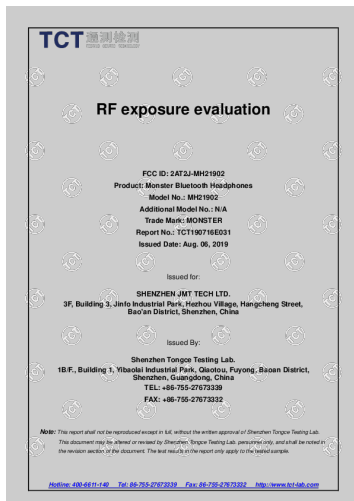 TCT 通测检测
TESTING CENTRE TECHNOLOGY
RF exposure evaluation
FCC ID: 2AT2J-MH21902
Product: Monster Bluetooth Headphones
Model No.: MH21902
Additional Model No.: N/A
Trade Mark: MONSTER
Report No.: TCT190716E031
Issued Date: Aug. 06, 2019
Issued for:
SHENZHEN JMT TECH LTD.
3F, Building 3, Jinfo Industrial Park, Hezhou Village, Hangcheng Street,
Bao'an District, Shenzhen, China
Issued By:
Shenzhen Tongce Testing Lab.
1B/F., Building 1, Yibaolai Industrial Park, Qiaotou, Fuyong, Baoan District,
Shenzhen, Guangdong, China
TEL: +86-755-27673339
FAX: +86-755-27673332
Note: This report shall not be reproduced except in full, without the written approval of Shenzhen Tongce Testing Lab.
This document may be altered or revised by Shenzhen Tongce Testing Lab. personnel only, and shall be noted in
the revision section of the document. The test results in the report only apply to the tested sample.
Hotline: 400-6611-140 Tel: 86-755-27673339 Fax: 86-755-27673332 http://www.tct-lab.com